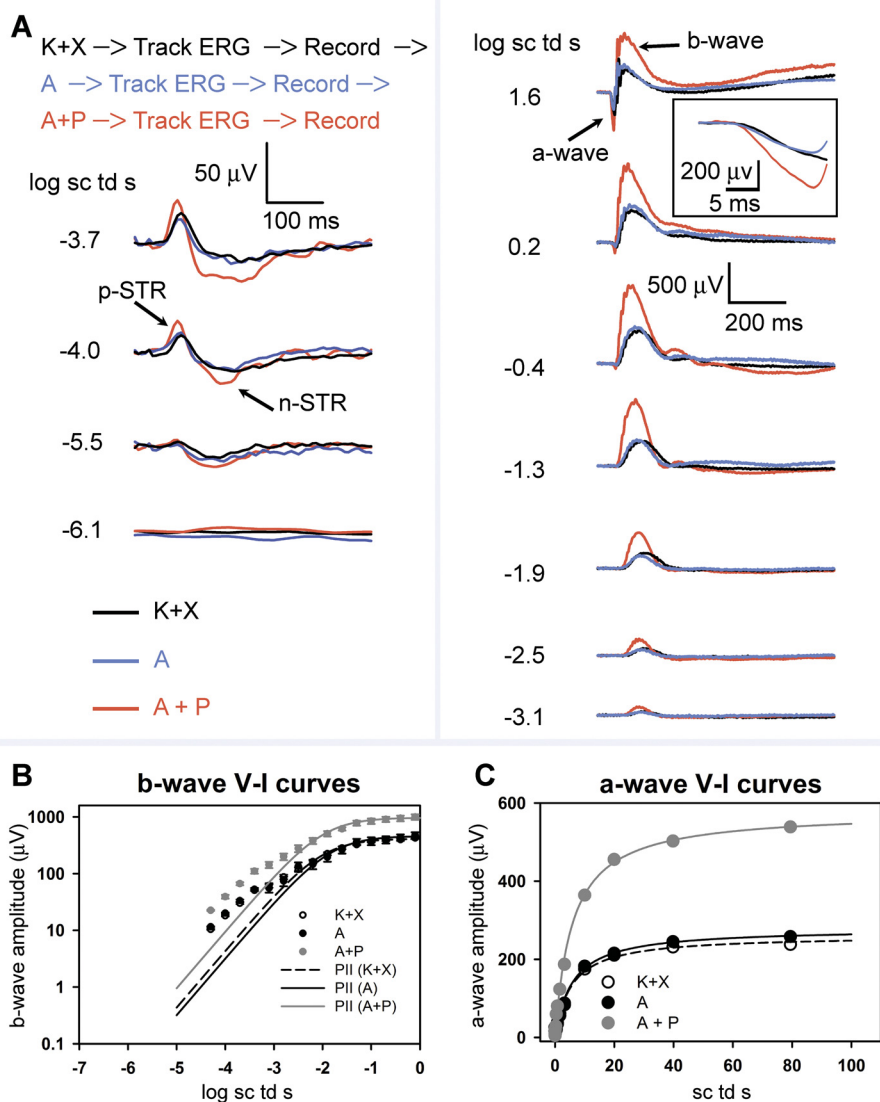 A
K+X —> Track ERG —> Record —>
A —> Track ERG —> Record —>
A+P —> Track ERG —> Record
log sc td s
50 µV
100 ms
-3.7
p-STR
-4.0
n-STR
-5.5
-6.1
K+X
A
A + P
log sc td s
b-wave
1.6
a-wave
200 µv
5 ms
0.2
500 µV
200 ms
-0.4
-1.3
-1.9
-2.5
-3.1
B
b-wave V-I curves
b-wave amplitude (µV)
1000
100
10
1
0.1
K+X
A
A+P
PII (K+X)
PII (A)
PII (A+P)
-7 -6 -5 -4 -3 -2 -1 0
log sc td s
C
a-wave V-I curves
a-wave amplitude (µV)
600
400
200
0
K+X
A
A + P
0 20 40 60 80 100
sc td s